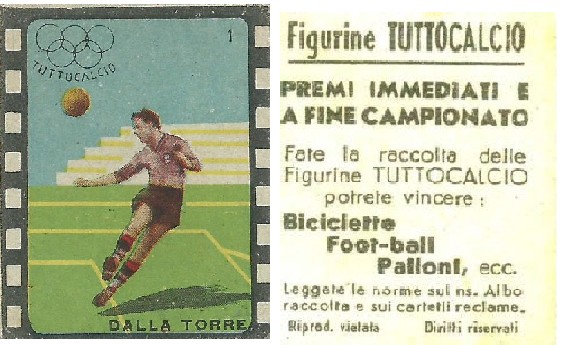 1
TUTTOCALCIO
DALLA TORRE
Figurine TUTTOCALCIO
PREMI IMMEDIATI E
A FINE CAMPIONATO
Fate la raccolta delle
Figurine TUTTOCALCIO
potrete vincere:
Biciclette
Foot-ball
Palloni, ecc.
Leggete le norme sul ns. Albo
raccolta e sui cartelli reclame.
Riprod. vietata Diritti riservati